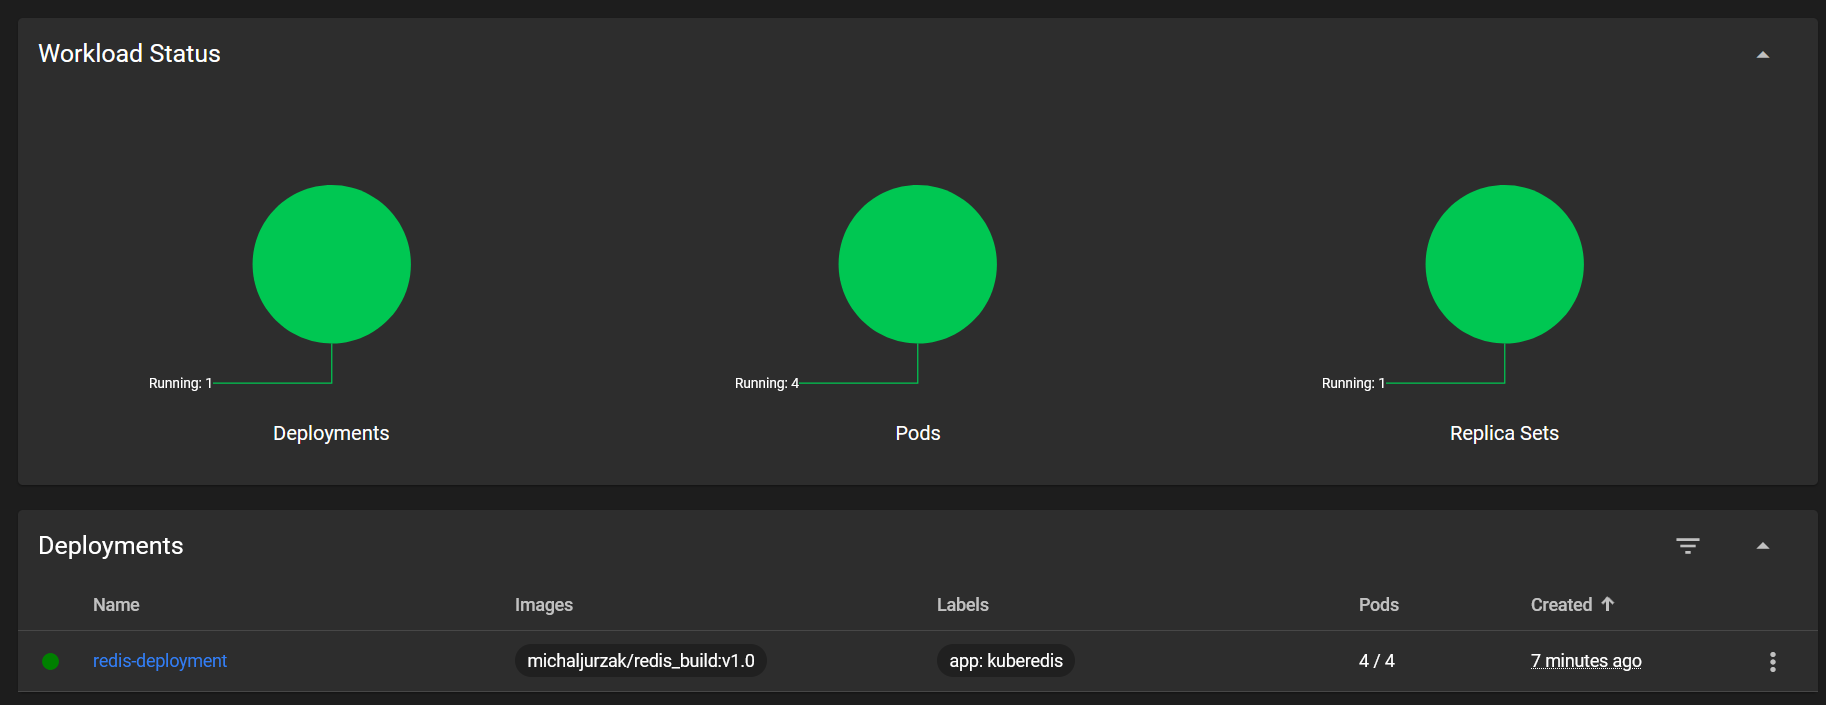 Workload Status
Running: 1
Running: 4
Running: 1
Deployments
Pods
Replica Sets
Deployments
Name Images Labels Pods Created
redis-deployment michaljurzak/redis_build:v1.0 app: kuberedis 4 / 4 7 minutes ago